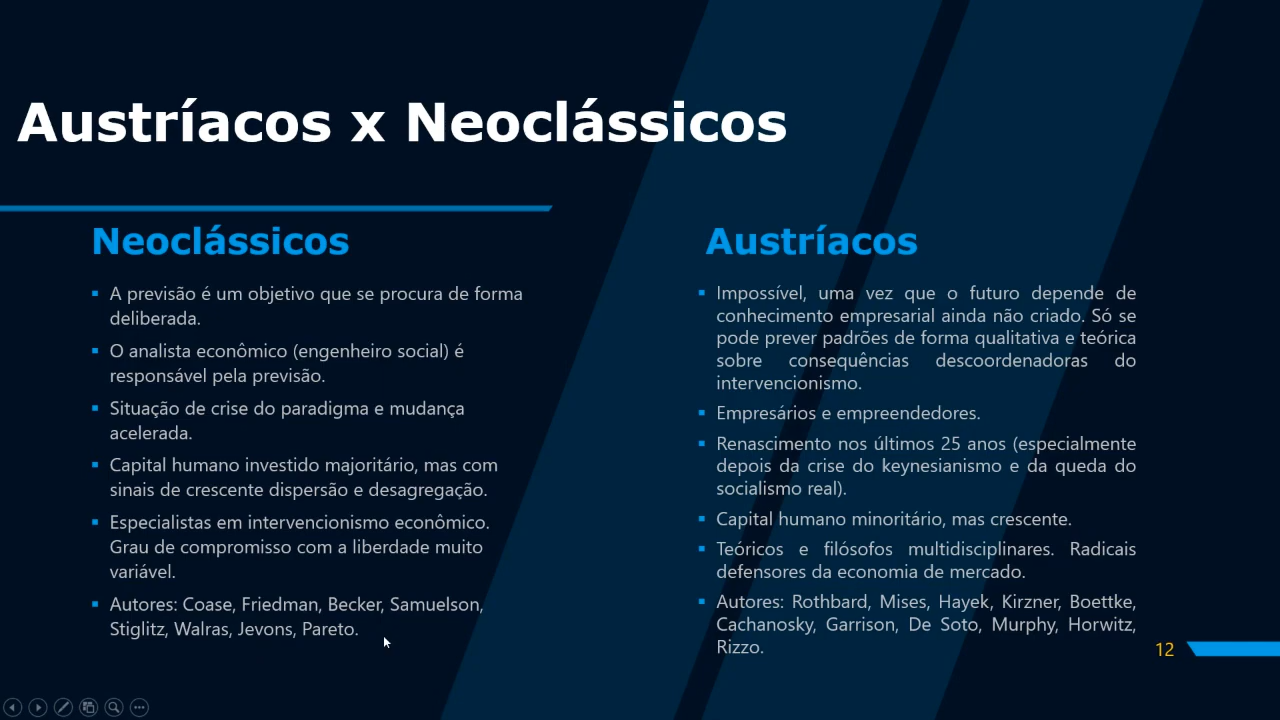 Austríacos x Neoclássicos
Neoclássicos
A previsão é um objetivo que se procura de forma
deliberada.
O analista econômico (engenheiro social) é
responsável pela previsão.
Situação de crise do paradigma e mudança
acelerada.
Capital humano investido majoritário, mas com
sinais de crescente dispersão e desagregação.
Especialistas em intervencionismo econômico.
Grau de compromisso com a liberdade muito
variável.
Autores: Coase, Friedman, Becker, Samuelson,
Stiglitz, Walras, Jevons, Pareto.
Austríacos
Impossível, uma vez que o futuro depende de
conhecimento empresarial ainda não criado. Só se
pode prever padrões de forma qualitativa e teórica
sobre consequências descoordenadoras do
intervencionismo.
Empresários e empreendedores.
Renascimento nos últimos 25 anos (especialmente
depois da crise do keynesianismo e da queda do
socialismo real).
Capital humano minoritário, mas crescente.
Teóricos e filósofos multidisciplinares. Radicais
defensores da economia de mercado.
Autores: Rothbard, Mises, Hayek, Kirzner, Boettke,
Cachanosky, Garrison, De Soto, Murphy, Horwitz,
Rizzo.
12